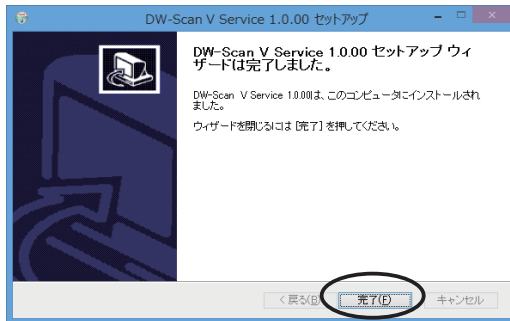 DW-Scan V Service 1.0.00 セットアップ
DW-Scan V Service 1.0.00 セットアップ ウィ
ザードは完了しました。
DW-Scan V Service 1.0.00は、このコンピュータにインストールされ
ました。
ウィザードを閉じるには [完了] を押してください。
< 戻る(B) 完了(F) キャンセル